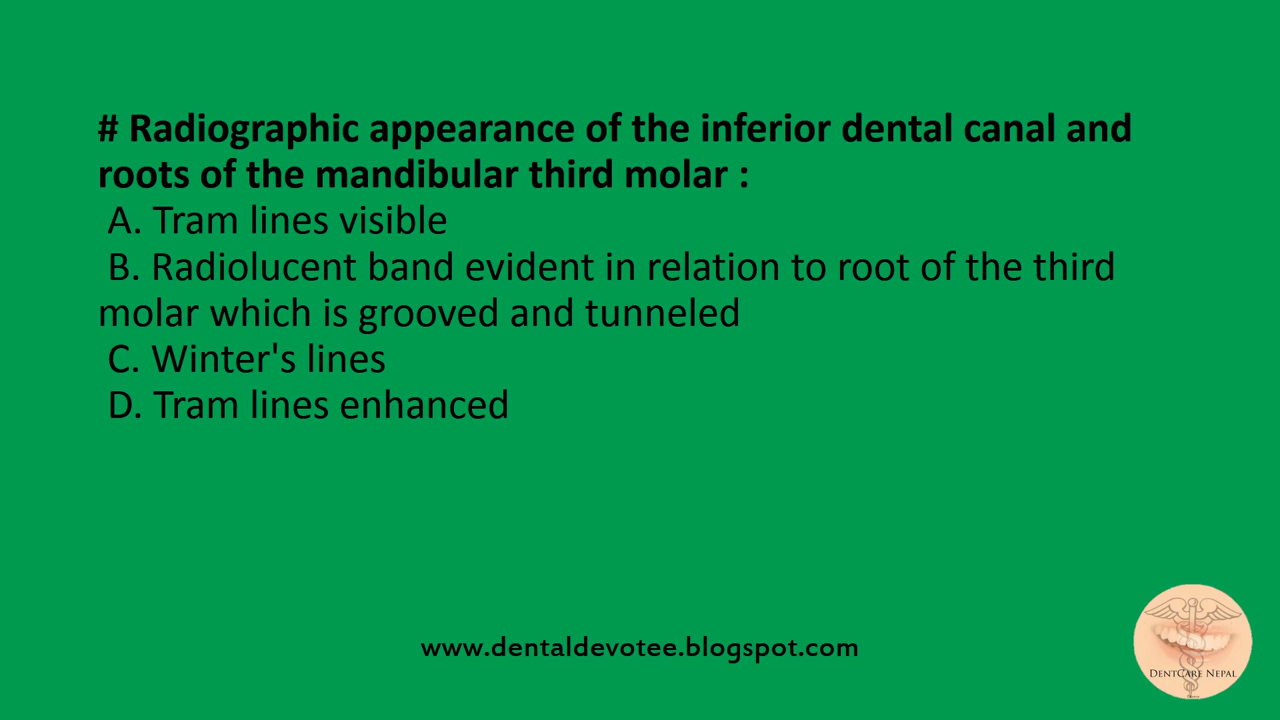 # Radiographic appearance of the inferior dental canal and
roots of the mandibular third molar :
A. Tram lines visible
B. Radiolucent band evident in relation to root of the third
molar which is grooved and tunneled
C. Winter's lines
D. Tram lines enhanced
www.dentaldevotee.blogspot.com
DENTCARE NEPAL